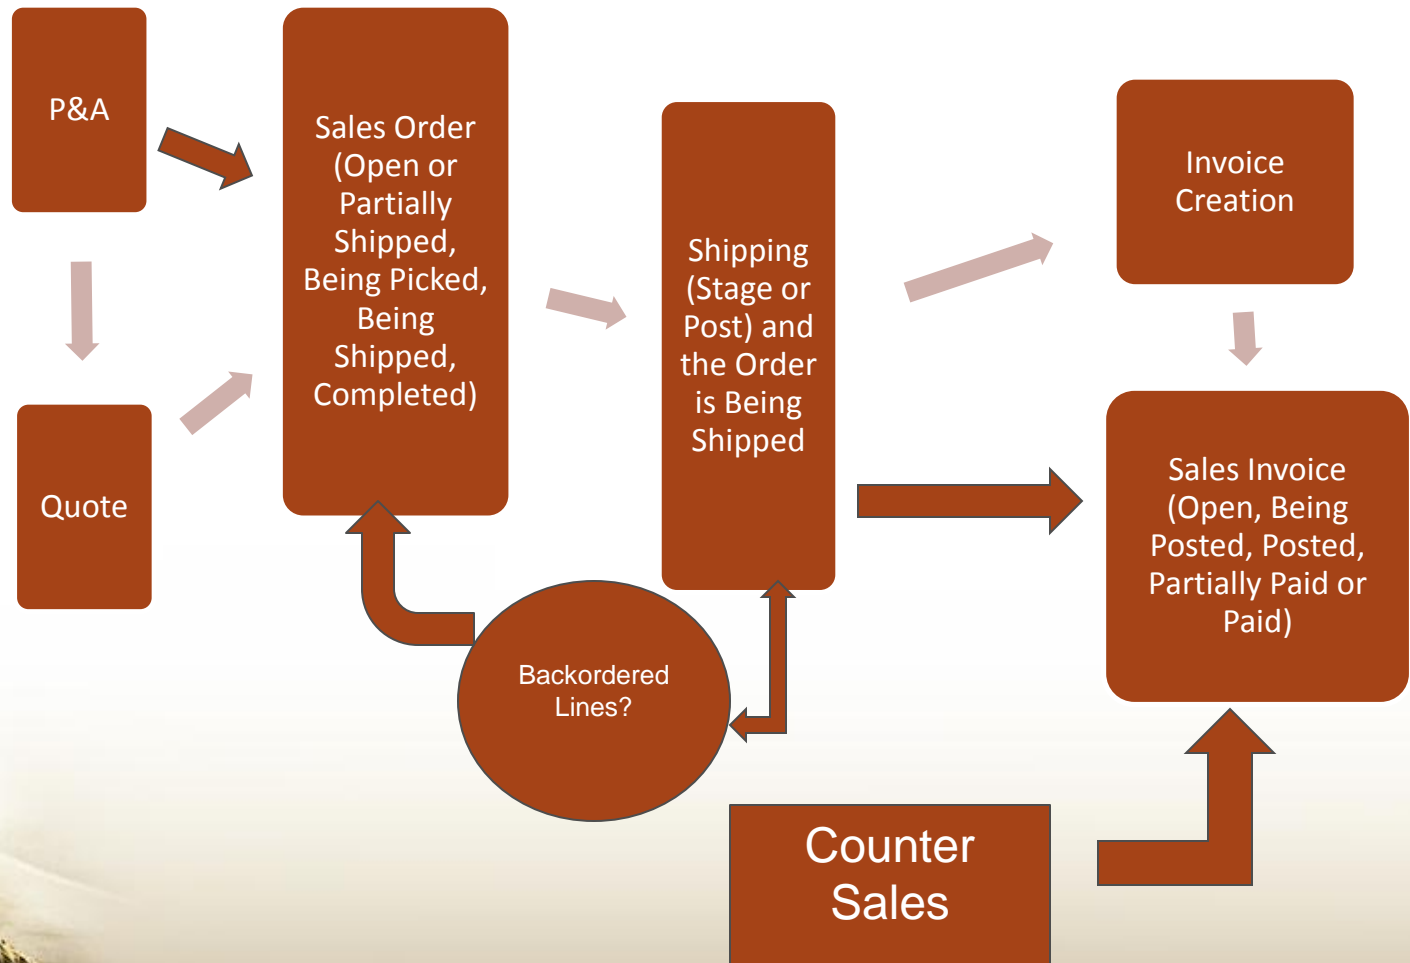 P&A
Quote
Sales Order
(Open or
Partially
Shipped,
Being Picked,
Being
Shipped,
Completed)
Shipping
(Stage or
Post) and
the Order
is Being
Shipped
Invoice
Creation
Sales Invoice
(Open, Being
Posted, Posted,
Partially Paid or
Paid)
Backordered
Lines?
Counter
Sales